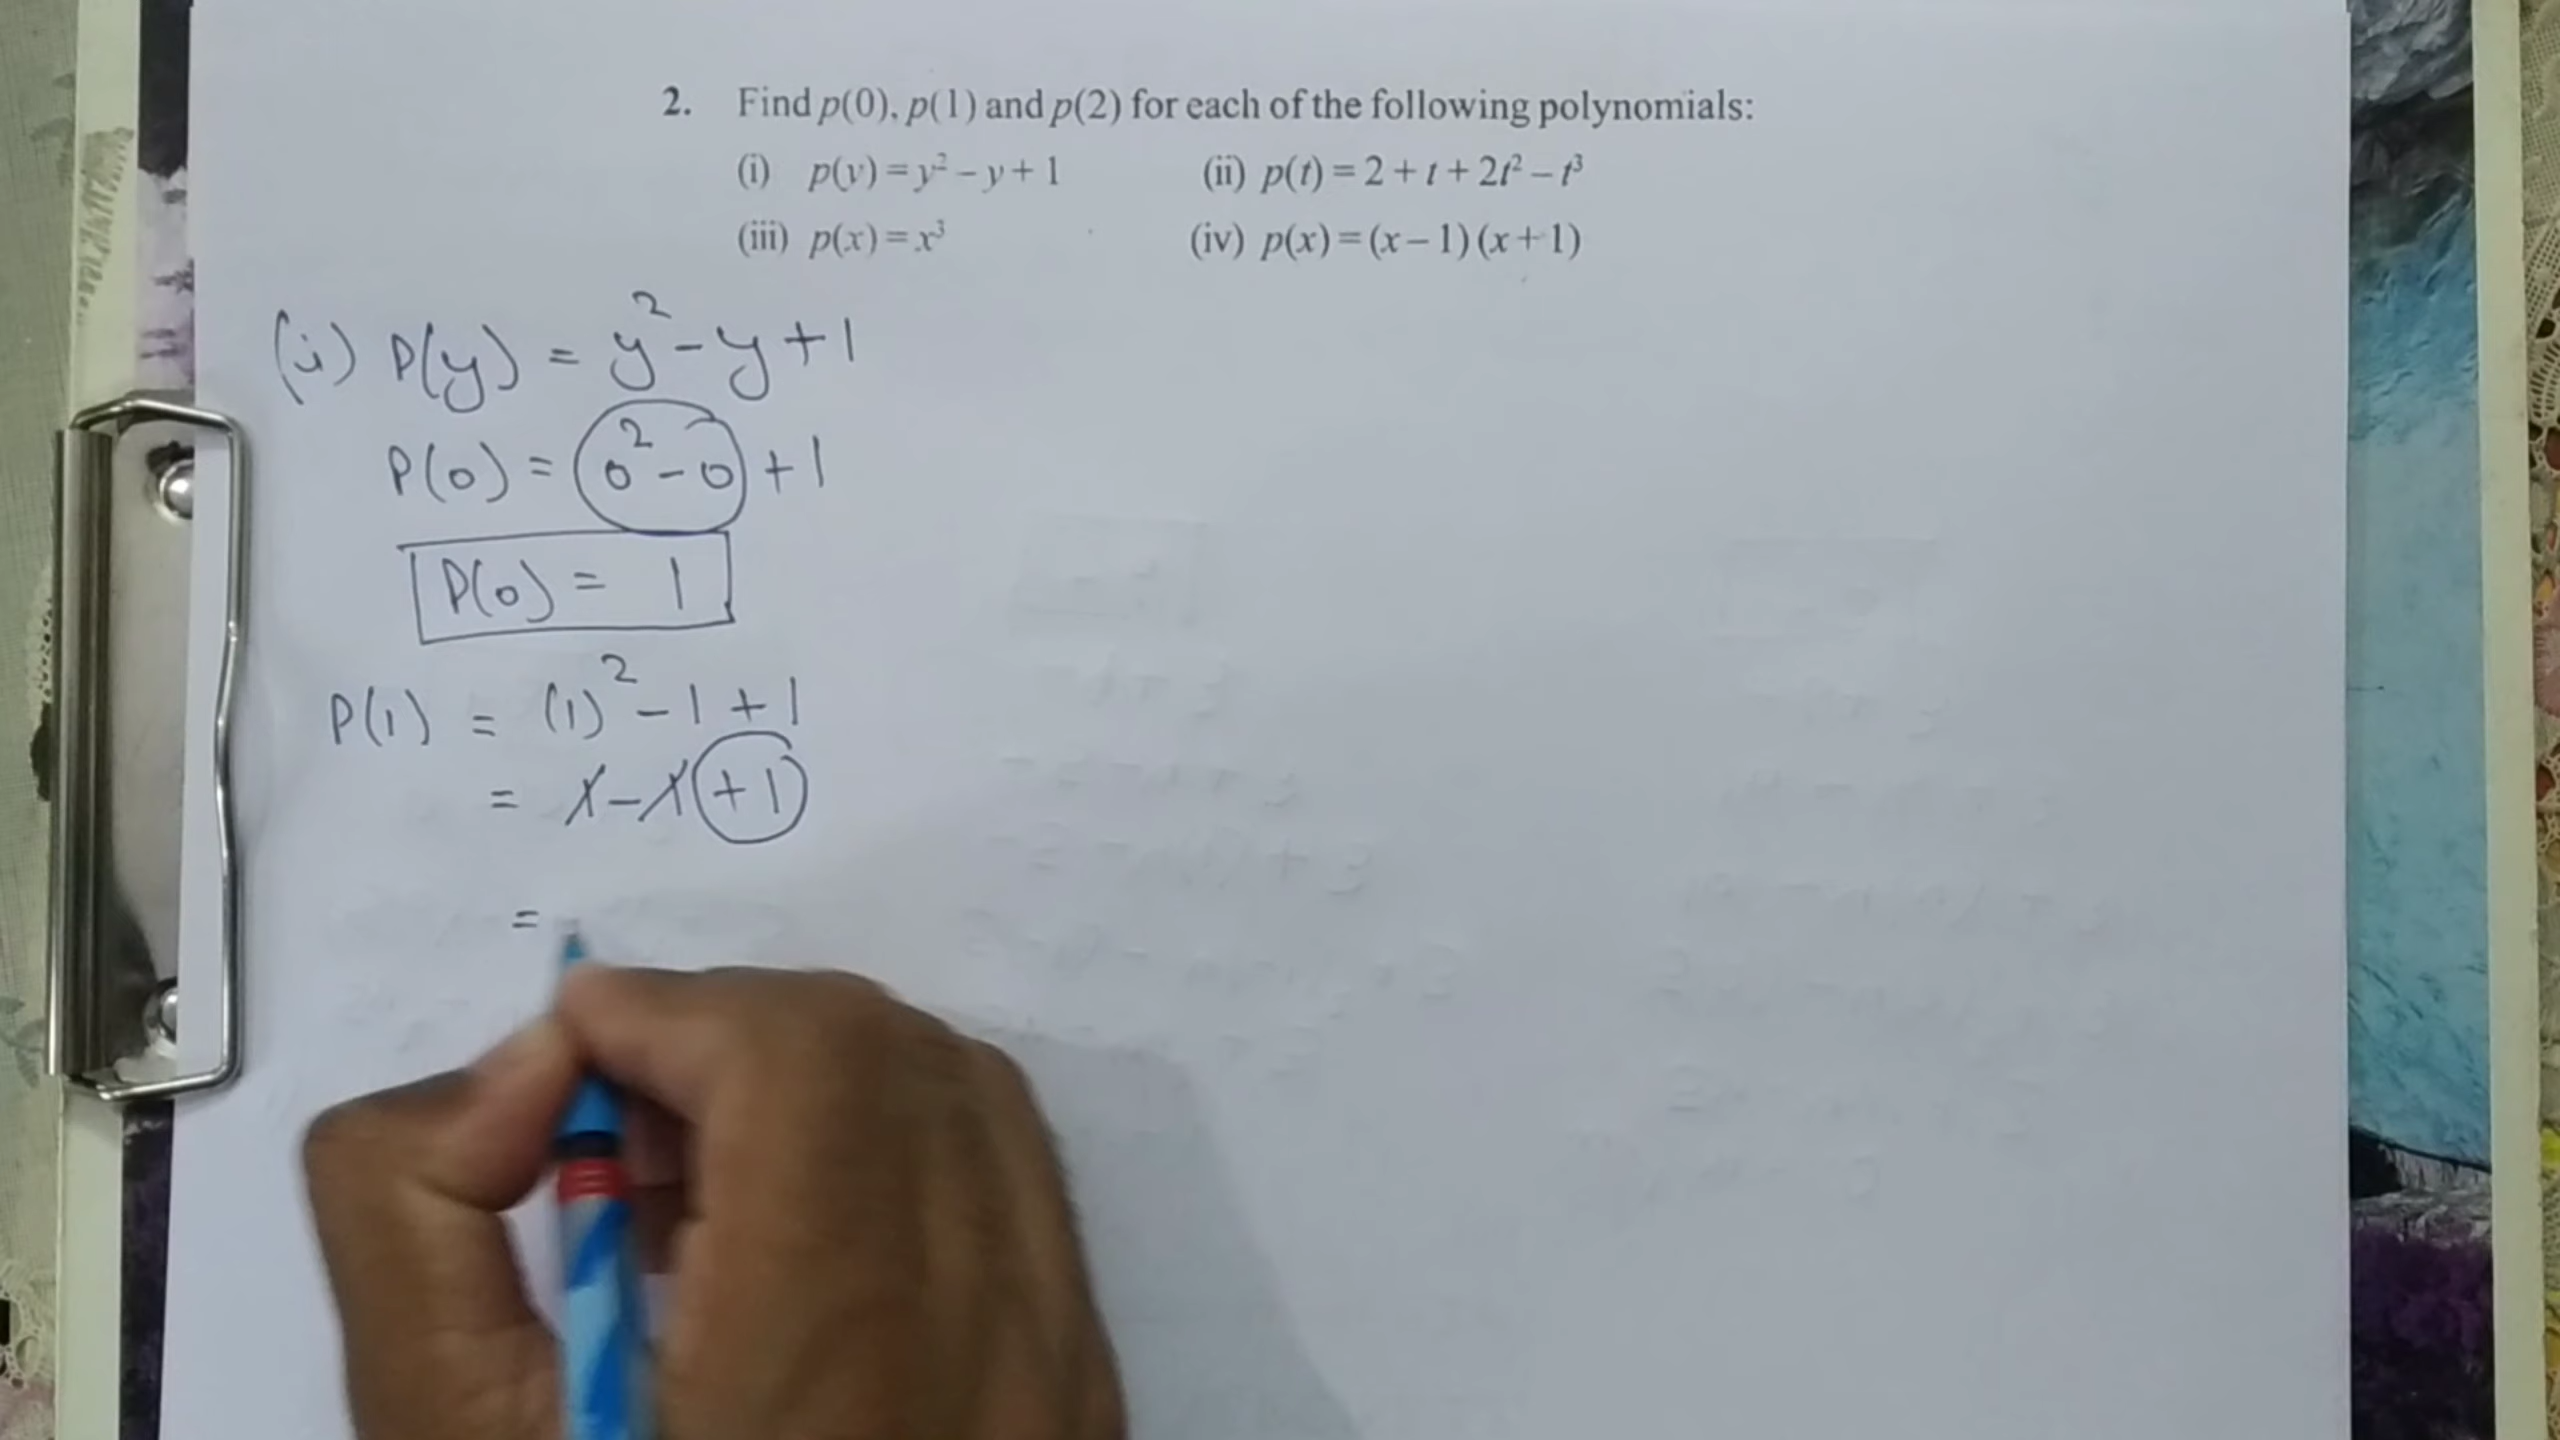 2. Find p(0), p(1) and p(2) for each of the following polynomials:
(i) p(y) = y² – y + 1 (ii) p(t) = 2 + t + 2t² – t³
(iii) p(x) = x³ (iv) p(x) = (x – 1) (x + 1)
(i) P(y) = y² - y + 1
P(0) = 0² - 0 + 1
P(0) = 1
P(1) = (1)² - 1 + 1
= 1 - 1 + 1
=